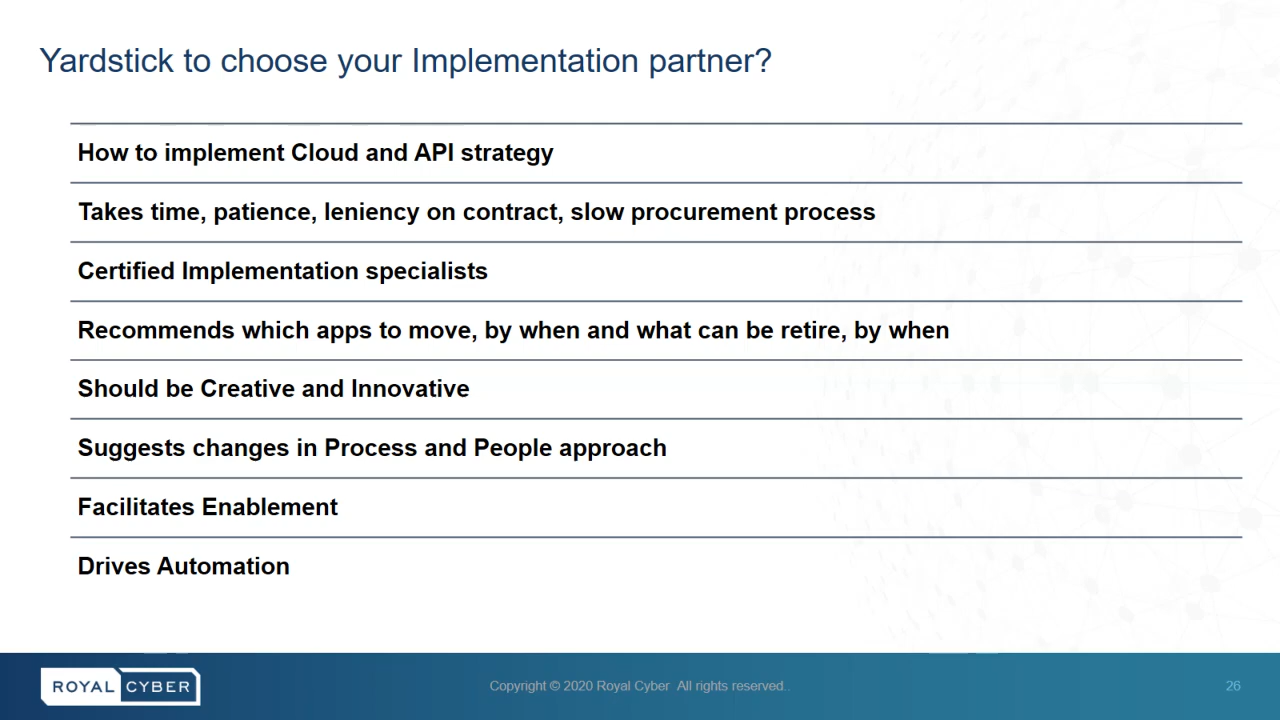 Yardstick to choose your Implementation partner?
How to implement Cloud and API strategy
Takes time, patience, leniency on contract, slow procurement process
Certified Implementation specialists
Recommends which apps to move, by when and what can be retire, by when
Should be Creative and Innovative
Suggests changes in Process and People approach
Facilitates Enablement
Drives Automation
ROYAL CYBER
Copyright © 2020 Royal Cyber All rights reserved..
26